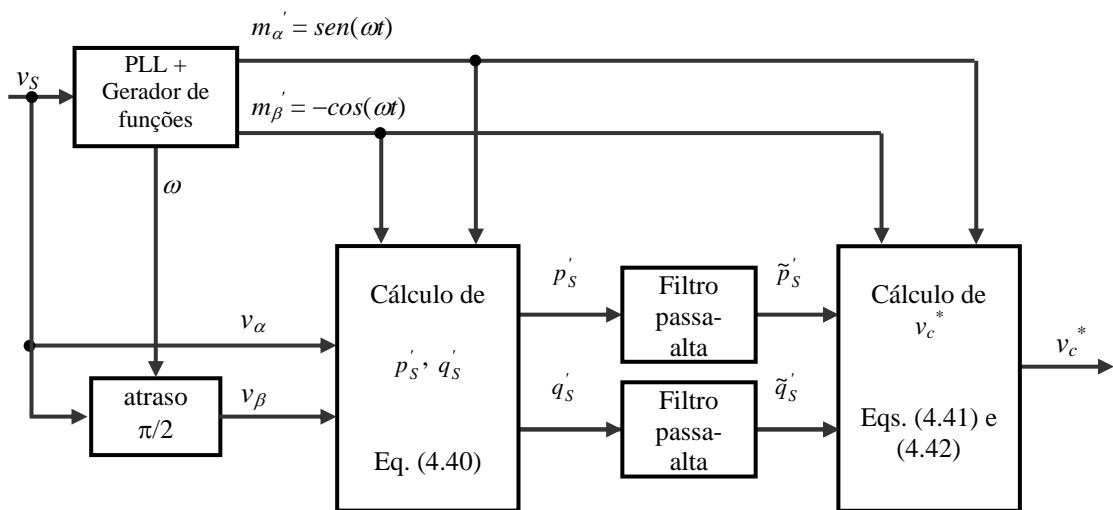 m_α' = sen(ωt)
v_S
PLL +
Gerador de
funções
m_β' = −cos(ωt)
ω
Cálculo de
p_S', q_S'
Eq. (4.40)
v_α
atraso
π/2
v_β
p_S'
Filtro
passa-
alta
p̃_S'
q_S'
Filtro
passa-
alta
q̃_S'
Cálculo de
v_c*
Eqs. (4.41) e
(4.42)
v_c*